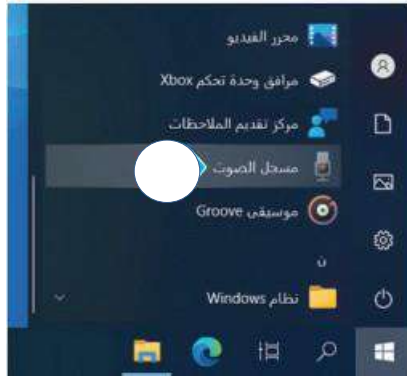 محرر الفيديو
مرافق وحدة تحكم Xbox
مركز تقديم الملاحظات
مسجل الصوت
موسيقى Groove
ن
نظام Windows